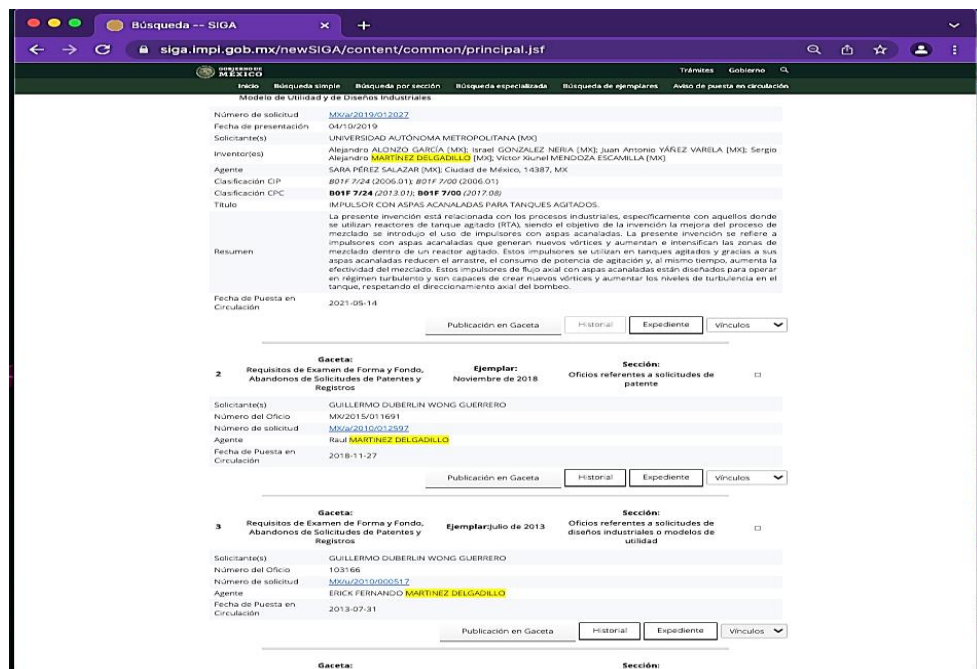 Búsqueda -- SIGA
siga.impi.gob.mx/newSIGA/content/common/principal.jsf
GOBIERNO DE
MÉXICO
Trámites Gobierno
Inicio Búsqueda simple Búsqueda por sección Búsqueda especializada Búsqueda de ejemplares Aviso de puesta en circulación
Modelo de Utilidad y de Diseños Industriales
Número de solicitud MX/a/2019/012027
Fecha de presentación 04/10/2019
Solicitante(s) UNIVERSIDAD AUTÓNOMA METROPOLITANA [MX]
Inventor(es) Alejandro ALONZO GARCÍA [MX]; Israel GONZALEZ NERIA [MX]; Juan Antonio YÁÑEZ VARELA [MX]; Sergio
Alejandro MARTÍNEZ DELGADILLO [MX]; Víctor Xiunel MENDOZA ESCAMILLA [MX]
Agente SARA PÉREZ SALAZAR [MX]; Ciudad de México, 14387, MX
Clasificación CIP B01F 7/24 (2006.01); B01F 7/00 (2006.01)
Clasificación CPC B01F 7/24 (2013.01); B01F 7/00 (2017.08)
Título IMPULSOR CON ASPAS ACANALADAS PARA TANQUES AGITADOS.
La presente invención está relacionada con los procesos industriales, específicamente con aquellos donde
se utilizan reactores de tanque agitado (RTA), siendo el objetivo de la invención la mejora del proceso de
mezclado se introdujo el uso de impulsores con aspas acanaladas. La presente invención se refiere a
impulsores con aspas acanaladas que generan nuevos vórtices y aumentan e intensifican las zonas de
Resumen mezclado dentro de un reactor agitado. Estos impulsores se utilizan en tanques agitados y gracias a sus
aspas acanaladas reducen el arrastre, el consumo de potencia de agitación y, al mismo tiempo, aumenta la
efectividad del mezclado. Estos impulsores de flujo axial con aspas acanaladas están diseñados para operar
en régimen turbulento y son capaces de crear nuevos vórtices y aumentar los niveles de turbulencia en el
tanque, respetando el direccionamiento axial del bombeo.
Fecha de Puesta en
Circulación 2021-05-14
Publicación en Gaceta Historial Expediente Vínculos
Gaceta: Ejemplar: Sección:
2 Requisitos de Examen de Forma y Fondo, Noviembre de 2018 Oficios referentes a solicitudes de
Abandonos de Solicitudes de Patentes y patente
Registros
Solicitante(s) GUILLERMO DUBERLIN WONG GUERRERO
Número del Oficio MX/2015/011691
Número de solicitud MX/a/2010/012597
Agente Raul MARTINEZ DELGADILLO
Fecha de Puesta en
Circulación 2018-11-27
Publicación en Gaceta Historial Expediente Vínculos
Gaceta: Sección:
3 Requisitos de Examen de Forma y Fondo, Ejemplar:Julio de 2013 Oficios referentes a solicitudes de
Abandonos de Solicitudes de Patentes y diseños industriales o modelos de
Registros utilidad
Solicitante(s) GUILLERMO DUBERLIN WONG GUERRERO
Número del Oficio 103166
Número de solicitud MX/u/2010/000517
Agente ERICK FERNANDO MARTINEZ DELGADILLO
Fecha de Puesta en
Circulación 2013-07-31
Publicación en Gaceta Historial Expediente Vínculos
Gaceta: Sección: